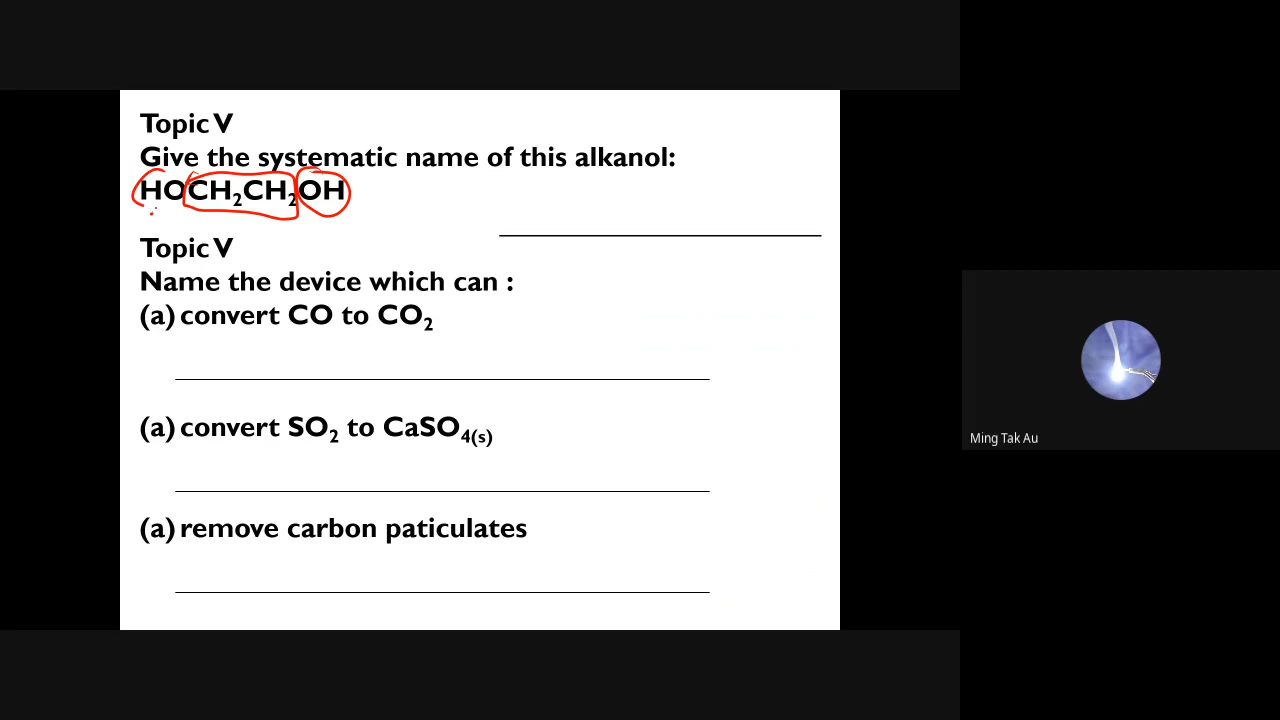 Topic V
Give the systematic name of this alkanol:
HOCH₂CH₂OH
Topic V
Name the device which can :
(a) convert CO to CO₂
(a) convert SO₂ to CaSO₄₍s₎
(a) remove carbon paticulates
Ming Tak Au